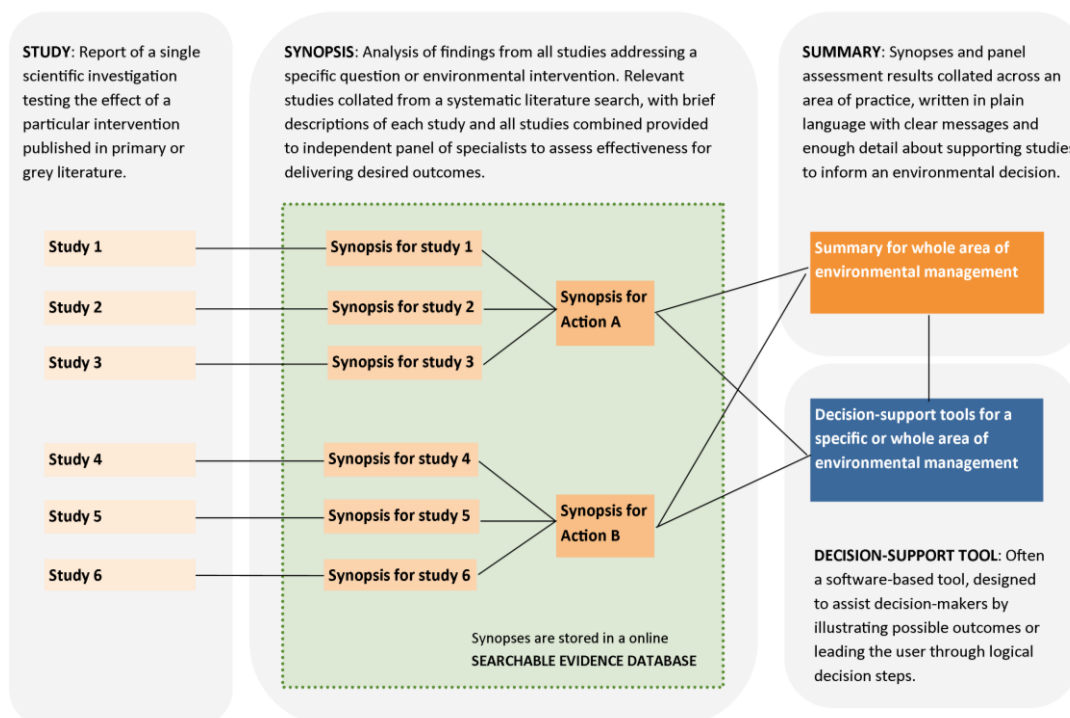 STUDY: Report of a single
scientific investigation
testing the effect of a
particular intervention
published in primary or
grey literature.
SYNOPSIS: Analysis of findings from all studies addressing a
specific question or environmental intervention. Relevant
studies collated from a systematic literature search, with brief
descriptions of each study and all studies combined provided
to independent panel of specialists to assess effectiveness for
delivering desired outcomes.
SUMMARY: Synopses and panel
assessment results collated across an
area of practice, written in plain
language with clear messages and
enough detail about supporting studies
to inform an environmental decision.
Study 1
Study 2
Study 3
Study 4
Study 5
Study 6
Synopsis for study 1
Synopsis for study 2
Synopsis for study 3
Synopsis for study 4
Synopsis for study 5
Synopsis for study 6
Synopsis for
Action A
Synopsis for
Action B
Synopses are stored in a online
SEARCHABLE EVIDENCE DATABASE
Summary for whole area of
environmental management
Decision-support tools for a
specific or whole area of
environmental management
DECISION-SUPPORT TOOL: Often
a software-based tool, designed
to assist decision-makers by
illustrating possible outcomes or
leading the user through logical
decision steps.